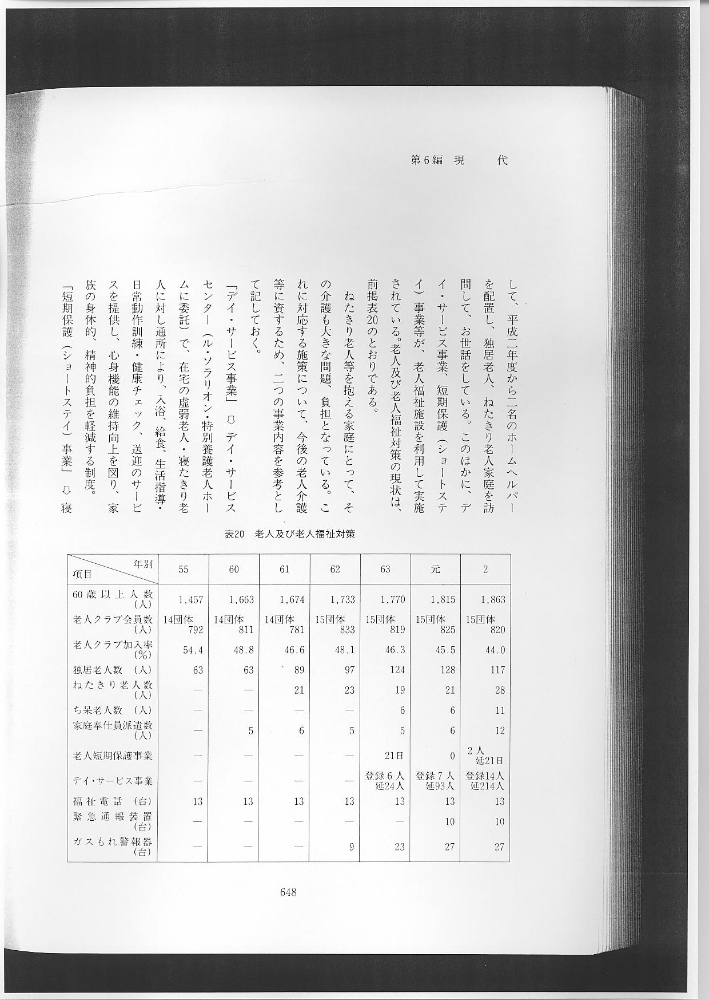 第6編　現　　　代
して、平成二年度から二名のホームヘルパー
を配置し、独居老人、ねたきり老人家庭を訪
問して、お世話をしている。このほかに、デ
イ・サービス事業、短期保護（ショートステ
イ）事業等が、老人福祉施設を利用して実施
されている。老人及び老人福祉対策の現状は、
前掲表20のとおりである。
　ねたきり老人等を抱える家庭にとって、そ
の介護も大きな問題、負担となっている。こ
れに対応する施策について、今後の老人介護
等に資するため、二つの事業内容を参考とし
て記しておく。
「デイ・サービス事業」⇨デイ・サービス
センター（ル・ソラリオン・特別養護老人ホー
ムに委託）で、在宅の虚弱老人・寝たきり老
人に対し通所により、入浴、給食、生活指導・
日常動作訓練・健康チェック、送迎のサービ
スを提供し、心身機能の維持向上を図り、家
族の身体的、精神的負担を軽減する制度。
「短期保護（ショートステイ）事業」⇨寝
表20　老人及び老人福祉対策
項目　年別　55　60　61　62　63　元　2
60歳以上人数（人）　1,457　1,663　1,674　1,733　1,770　1,815　1,863
老人クラブ会員数（人）　14団体 792　14団体 811　14団体 781　15団体 833　15団体 819　15団体 825　15団体 820
老人クラブ加入率（%）　54.4　48.8　46.6　48.1　46.3　45.5　44.0
独居老人数（人）　63　63　89　97　124　128　117
ねたきり老人数（人）　—　—　21　23　19　21　28
ち呆老人数（人）　—　—　—　—　6　6　11
家庭奉仕員派遣数（人）　—　5　6　5　5　6　12
老人短期保護事業　—　—　—　—　21日　0　2人 延21日
デイ・サービス事業　—　—　—　—　登録6人 延24人　登録7人 延93人　登録14人 延214人
福祉電話（台）　13　13　13　13　13　13　13
緊急通報装置（台）　—　—　—　—　—　10　10
ガスもれ警報器（台）　—　—　—　9　23　27　27
648